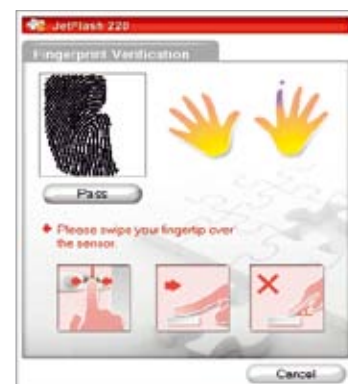 JetFlash 220
Fingerprint Verification
Pass
Please swipe your fingertip over
the sensor.
Cancel